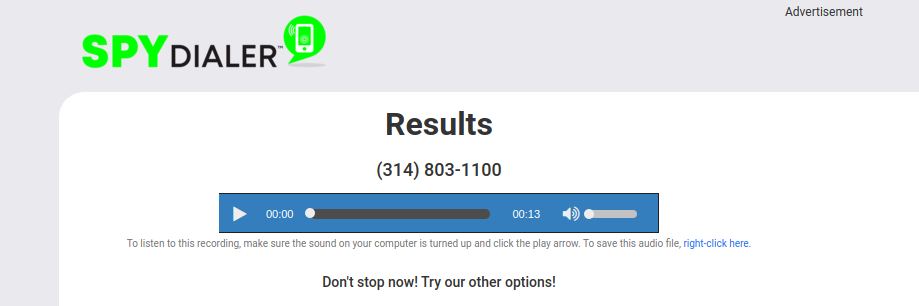 Advertisement
SPYDIALER™
Results
(314) 803-1100
00:00 00:13
To listen to this recording, make sure the sound on your computer is turned up and click the play arrow. To save this audio file, right-click here.
Don't stop now! Try our other options!